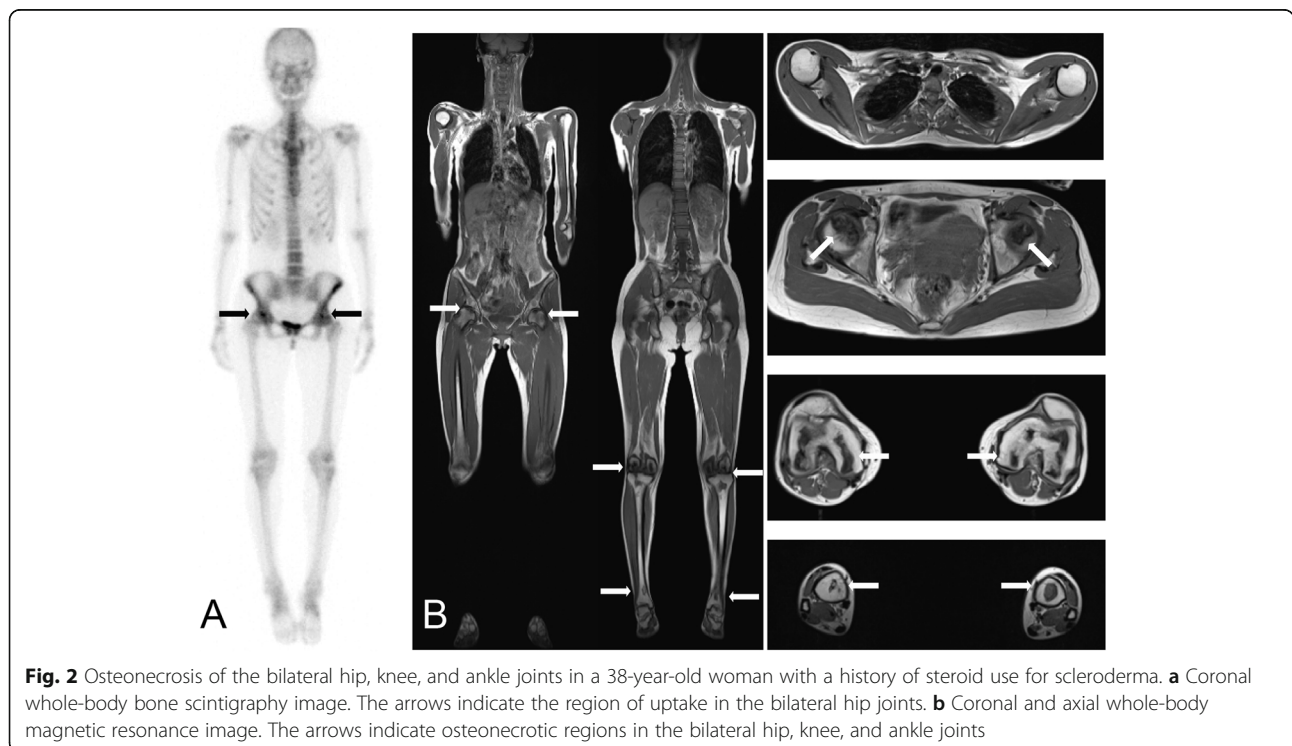 A
B
Fig. 2 Osteonecrosis of the bilateral hip, knee, and ankle joints in a 38-year-old woman with a history of steroid use for scleroderma. a Coronal
whole-body bone scintigraphy image. The arrows indicate the region of uptake in the bilateral hip joints. b Coronal and axial whole-body
magnetic resonance image. The arrows indicate osteonecrotic regions in the bilateral hip, knee, and ankle joints